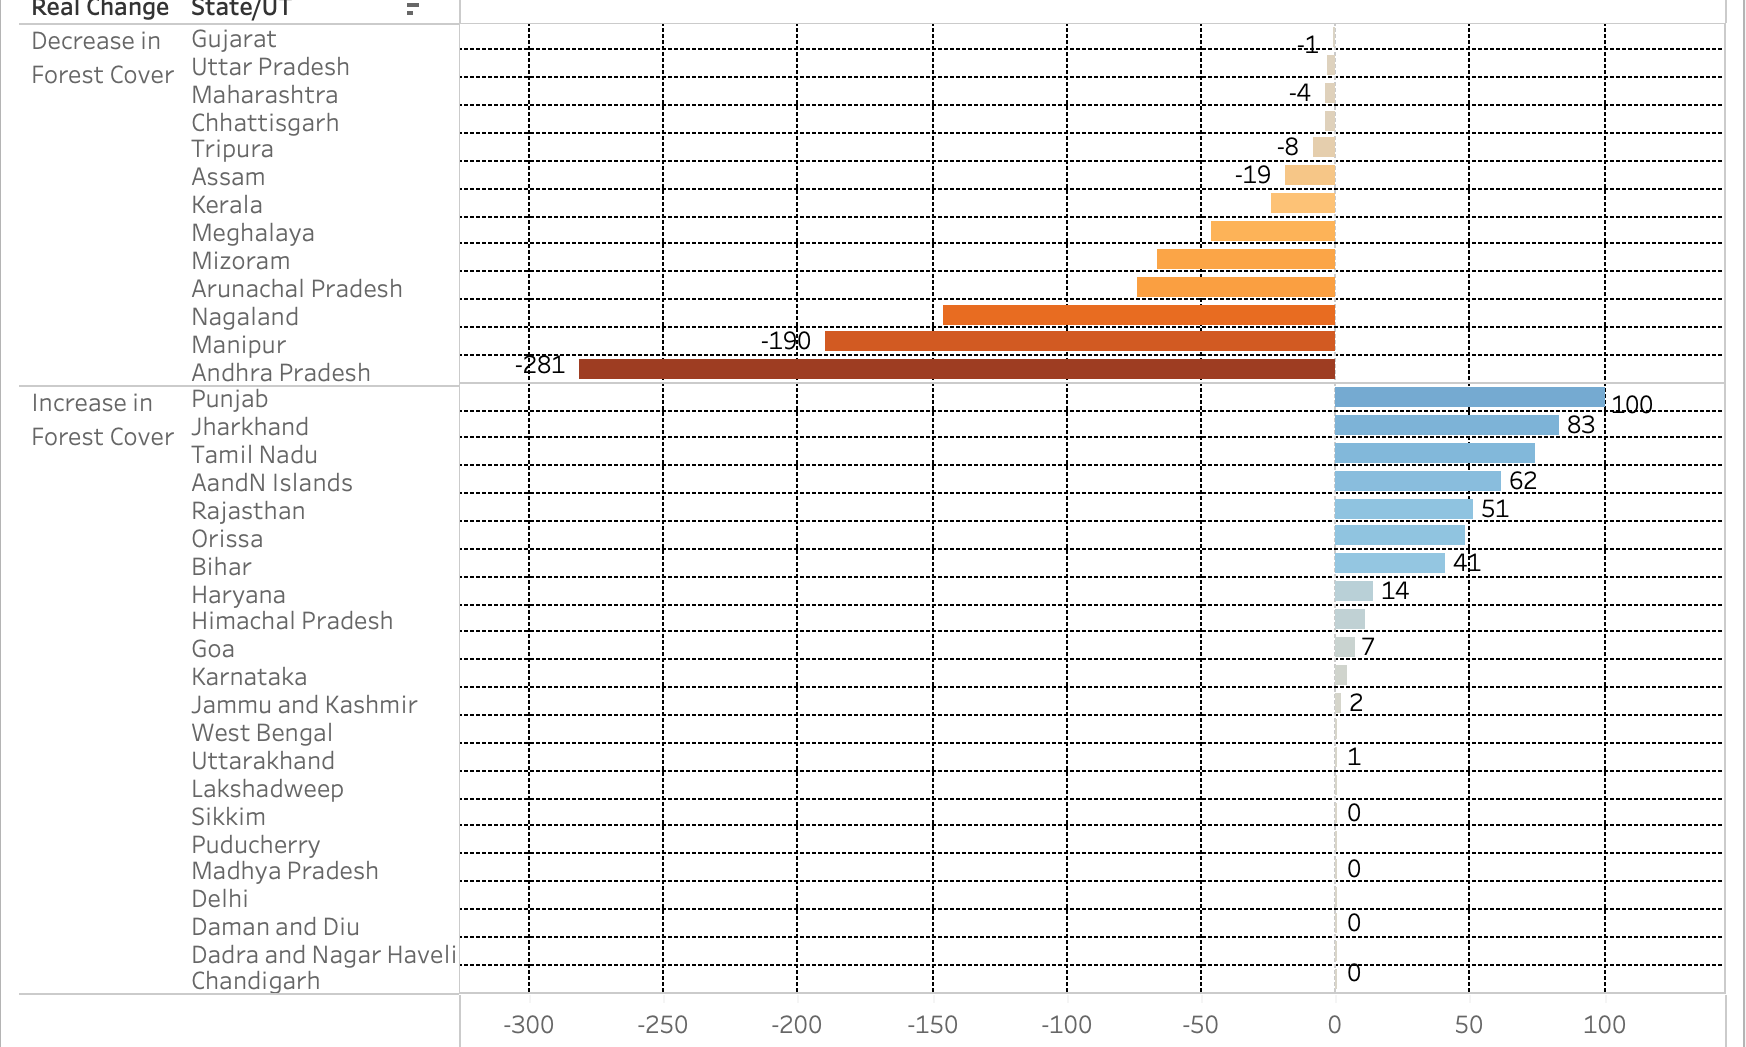 Real Change State/UT
Decrease in Forest Cover
Gujarat -1
Uttar Pradesh
Maharashtra -4
Chhattisgarh
Tripura -8
Assam -19
Kerala
Meghalaya
Mizoram
Arunachal Pradesh
Nagaland
Manipur -190
Andhra Pradesh -281
Increase in Forest Cover
Punjab 100
Jharkhand 83
Tamil Nadu
AandN Islands 62
Rajasthan 51
Orissa
Bihar 41
Haryana 14
Himachal Pradesh
Goa 7
Karnataka
Jammu and Kashmir 2
West Bengal
Uttarakhand 1
Lakshadweep
Sikkim 0
Puducherry
Madhya Pradesh 0
Delhi
Daman and Diu 0
Dadra and Nagar Haveli
Chandigarh 0
-300 -250 -200 -150 -100 -50 0 50 100